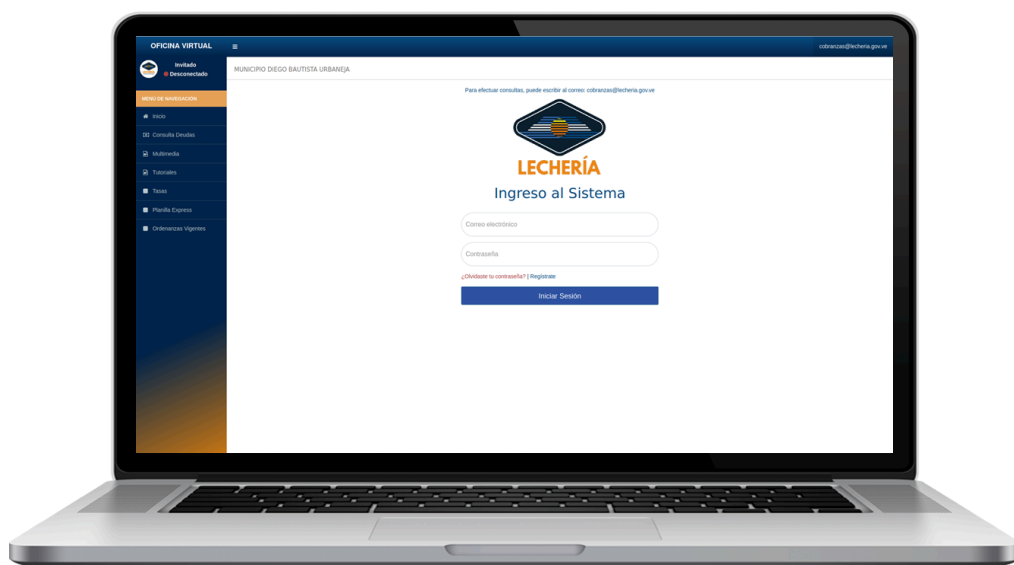 OFICINA VIRTUAL
cobranzas@lecheria.gov.ve
Invitado
Desconectado
MUNICIPIO DIEGO BAUTISTA URBANEJA
MENU DE NAVEGACIÓN
Inicio
Consulta Deudas
Multimedia
Tutoriales
Tasas
Planilla Express
Ordenanzas Vigentes
Para efectuar consultas, puede escribir al correo: cobranzas@lecheria.gov.ve
LECHERÍA
Ingreso al Sistema
Correo electrónico
Contraseña
¿Olvidaste tu contraseña? | Regístrate
Iniciar Sesión